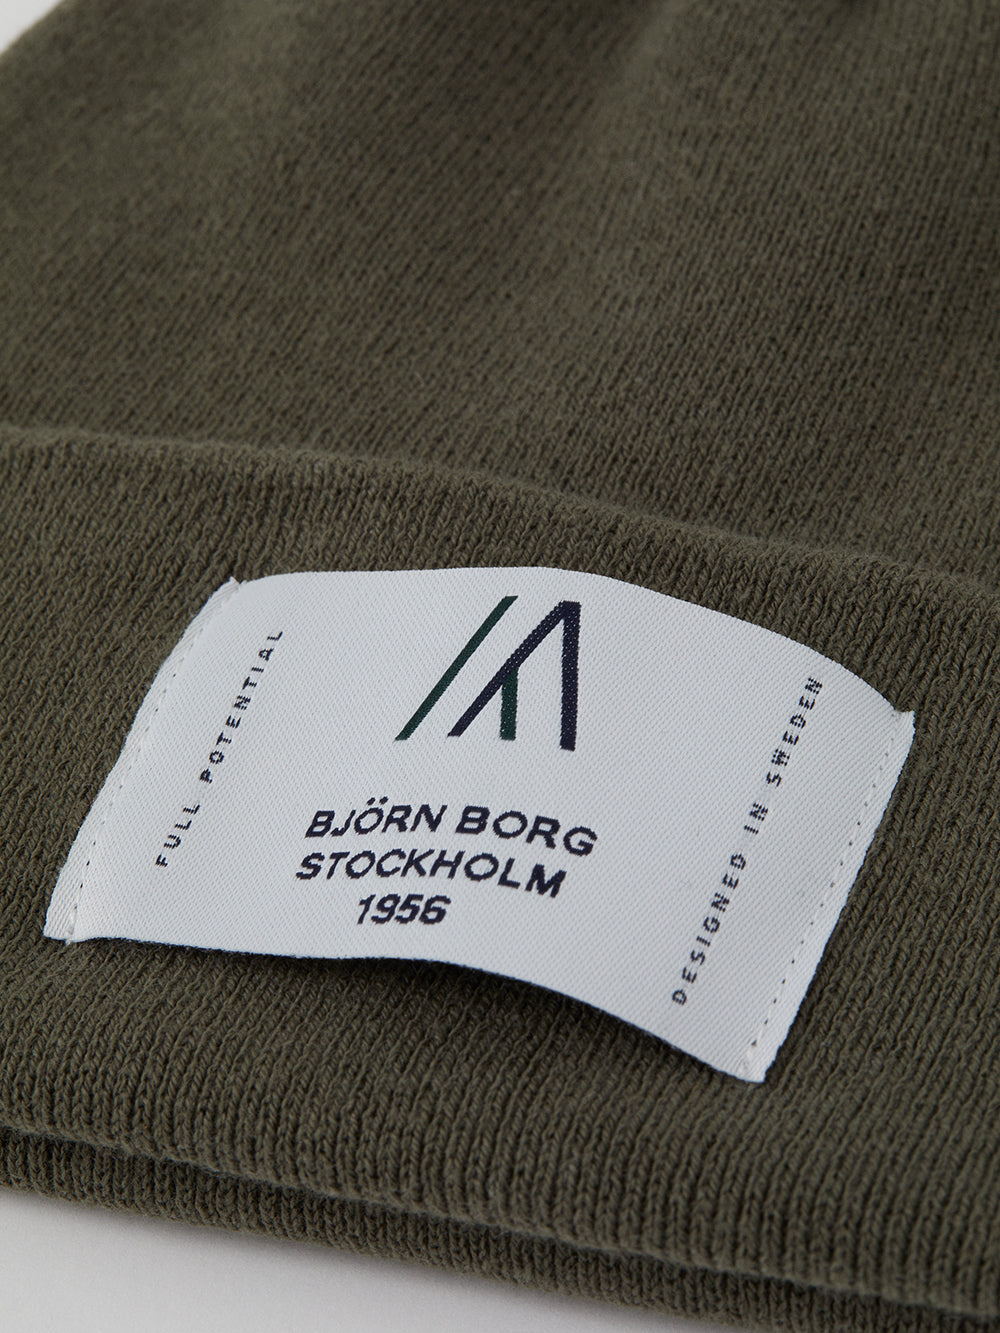 FULL POTENTIAL
BJÖRN BORG
STOCKHOLM
1956
DESIGNED IN SWEDEN